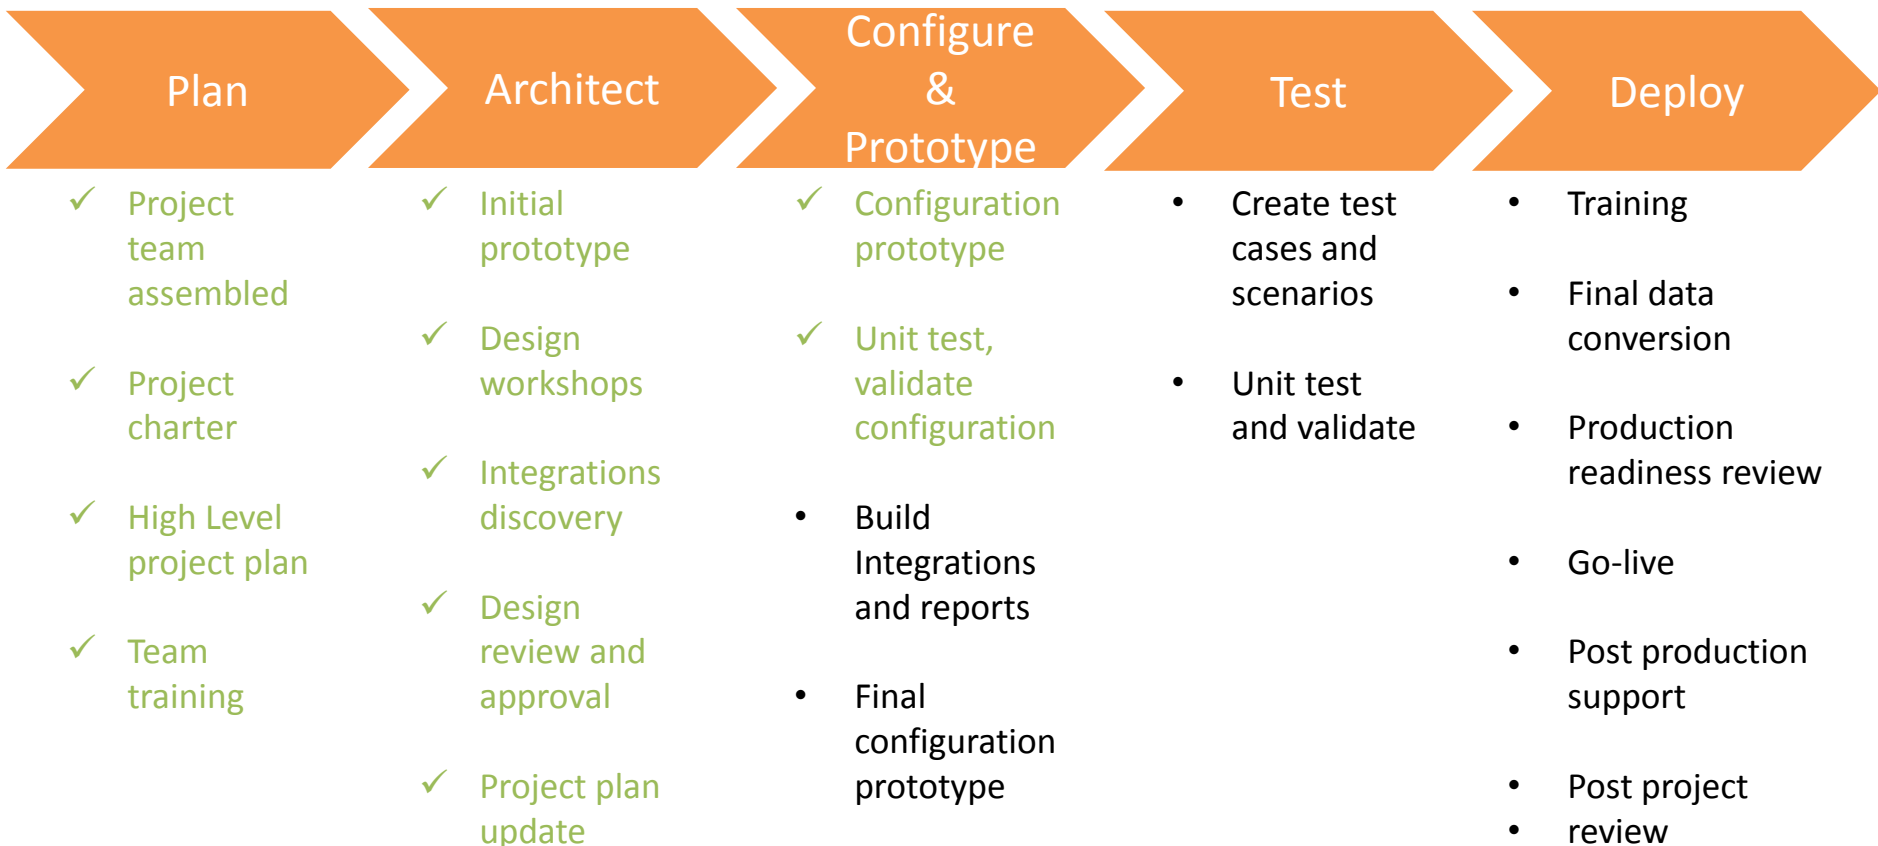 Plan
Architect
Configure
&
Prototype
Test
Deploy
✓ Project
team
assembled
✓ Project
charter
✓ High Level
project plan
✓ Team
training
✓ Initial
prototype
✓ Design
workshops
✓ Integrations
discovery
✓ Design
review and
approval
✓ Project plan
update
✓ Configuration
prototype
✓ Unit test,
validate
configuration
• Build
Integrations
and reports
• Final
configuration
prototype
• Create test
cases and
scenarios
• Unit test
and validate
• Training
• Final data
conversion
• Production
readiness review
• Go-live
• Post production
support
• Post project
• review